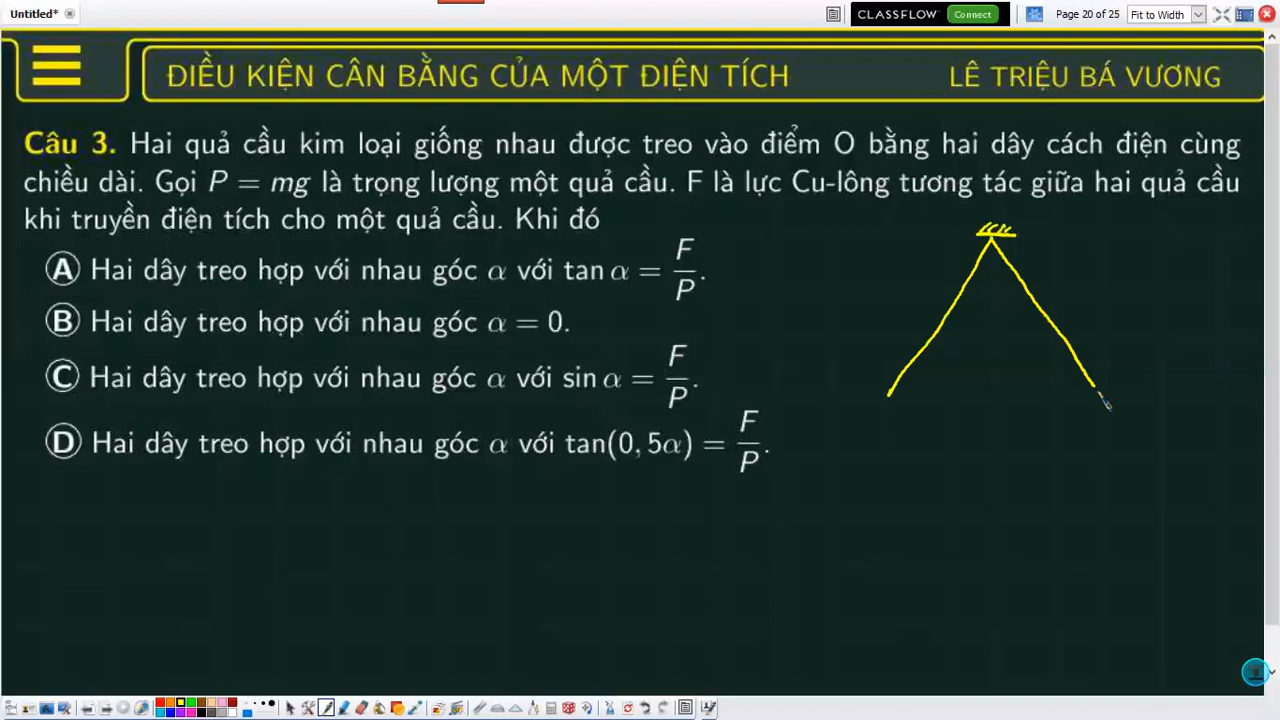 Untitled*
CLASSFLOW Connect
Page 20 of 25
Fit to Width
ĐIỀU KIỆN CÂN BẰNG CỦA MỘT ĐIỆN TÍCH
LÊ TRIỆU BÁ VƯƠNG
Câu 3. Hai quả cầu kim loại giống nhau được treo vào điểm O bằng hai dây cách điện cùng
chiều dài. Gọi P = mg là trọng lượng một quả cầu. F là lực Cu-lông tương tác giữa hai quả cầu
khi truyền điện tích cho một quả cầu. Khi đó
A Hai dây treo hợp với nhau góc α với tan α = F/P.
B Hai dây treo hợp với nhau góc α = 0.
C Hai dây treo hợp với nhau góc α với sin α = F/P.
D Hai dây treo hợp với nhau góc α với tan(0, 5α) = F/P.